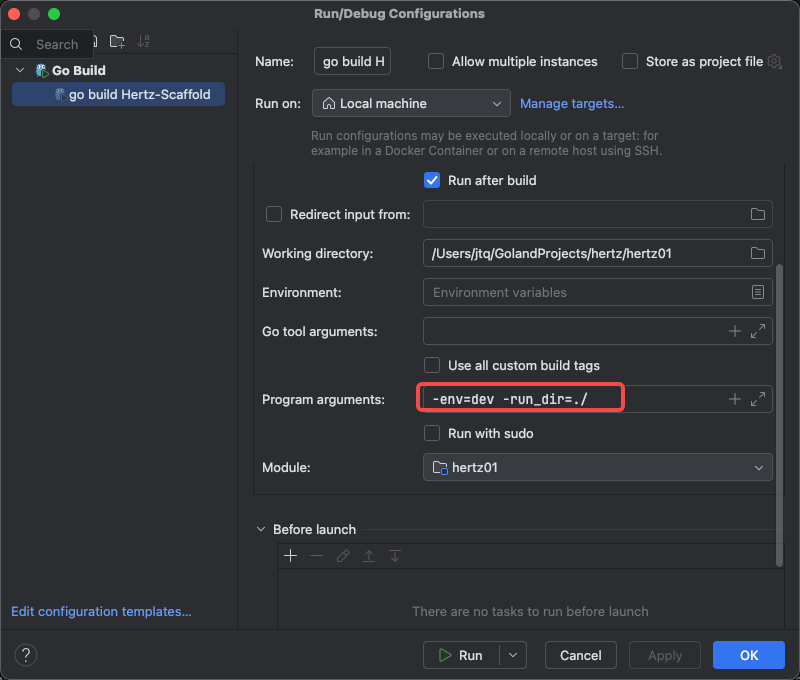 Run/Debug Configurations
Search
Go Build
go build Hertz-Scaffold
Name:
go build H
Allow multiple instances
Store as project file
Run on:
Local machine
Manage targets...
Run configurations may be executed locally or on a target: for
example in a Docker Container or on a remote host using SSH.
Run after build
Redirect input from:
Working directory:
/Users/jtq/GolandProjects/hertz/hertz01
Environment:
Environment variables
Go tool arguments:
Use all custom build tags
Program arguments:
-env=dev -run_dir=./
Run with sudo
Module:
hertz01
Before launch
There are no tasks to run before launch
Edit configuration templates...
?
Run
Cancel
Apply
OK